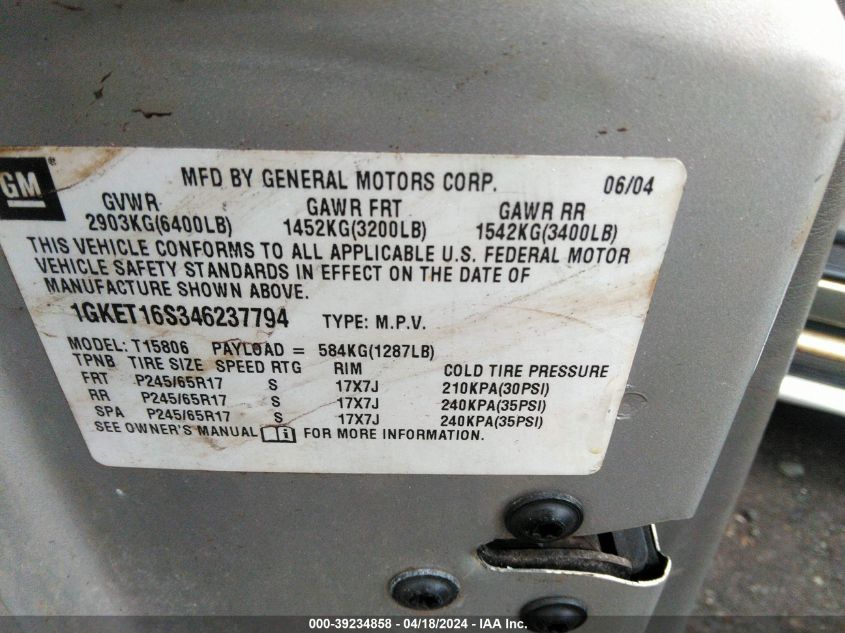 GM
MFD BY GENERAL MOTORS CORP. 06/04
GVWR GAWR FRT GAWR RR
2903KG(6400LB) 1452KG(3200LB) 1542KG(3400LB)
THIS VEHICLE CONFORMS TO ALL APPLICABLE U.S. FEDERAL MOTOR
VEHICLE SAFETY STANDARDS IN EFFECT ON THE DATE OF
MANUFACTURE SHOWN ABOVE.
1GKET16S346237794 TYPE: M.P.V.
MODEL: T15806 PAYLOAD = 584KG(1287LB)
TPNB TIRE SIZE SPEED RTG RIM COLD TIRE PRESSURE
FRT P245/65R17 S 17X7J 210KPA(30PSI)
RR P245/65R17 S 17X7J 240KPA(35PSI)
SPA P245/65R17 S 17X7J 240KPA(35PSI)
SEE OWNER'S MANUAL FOR MORE INFORMATION.
000-39234858 - 04/18/2024 - IAA Inc.